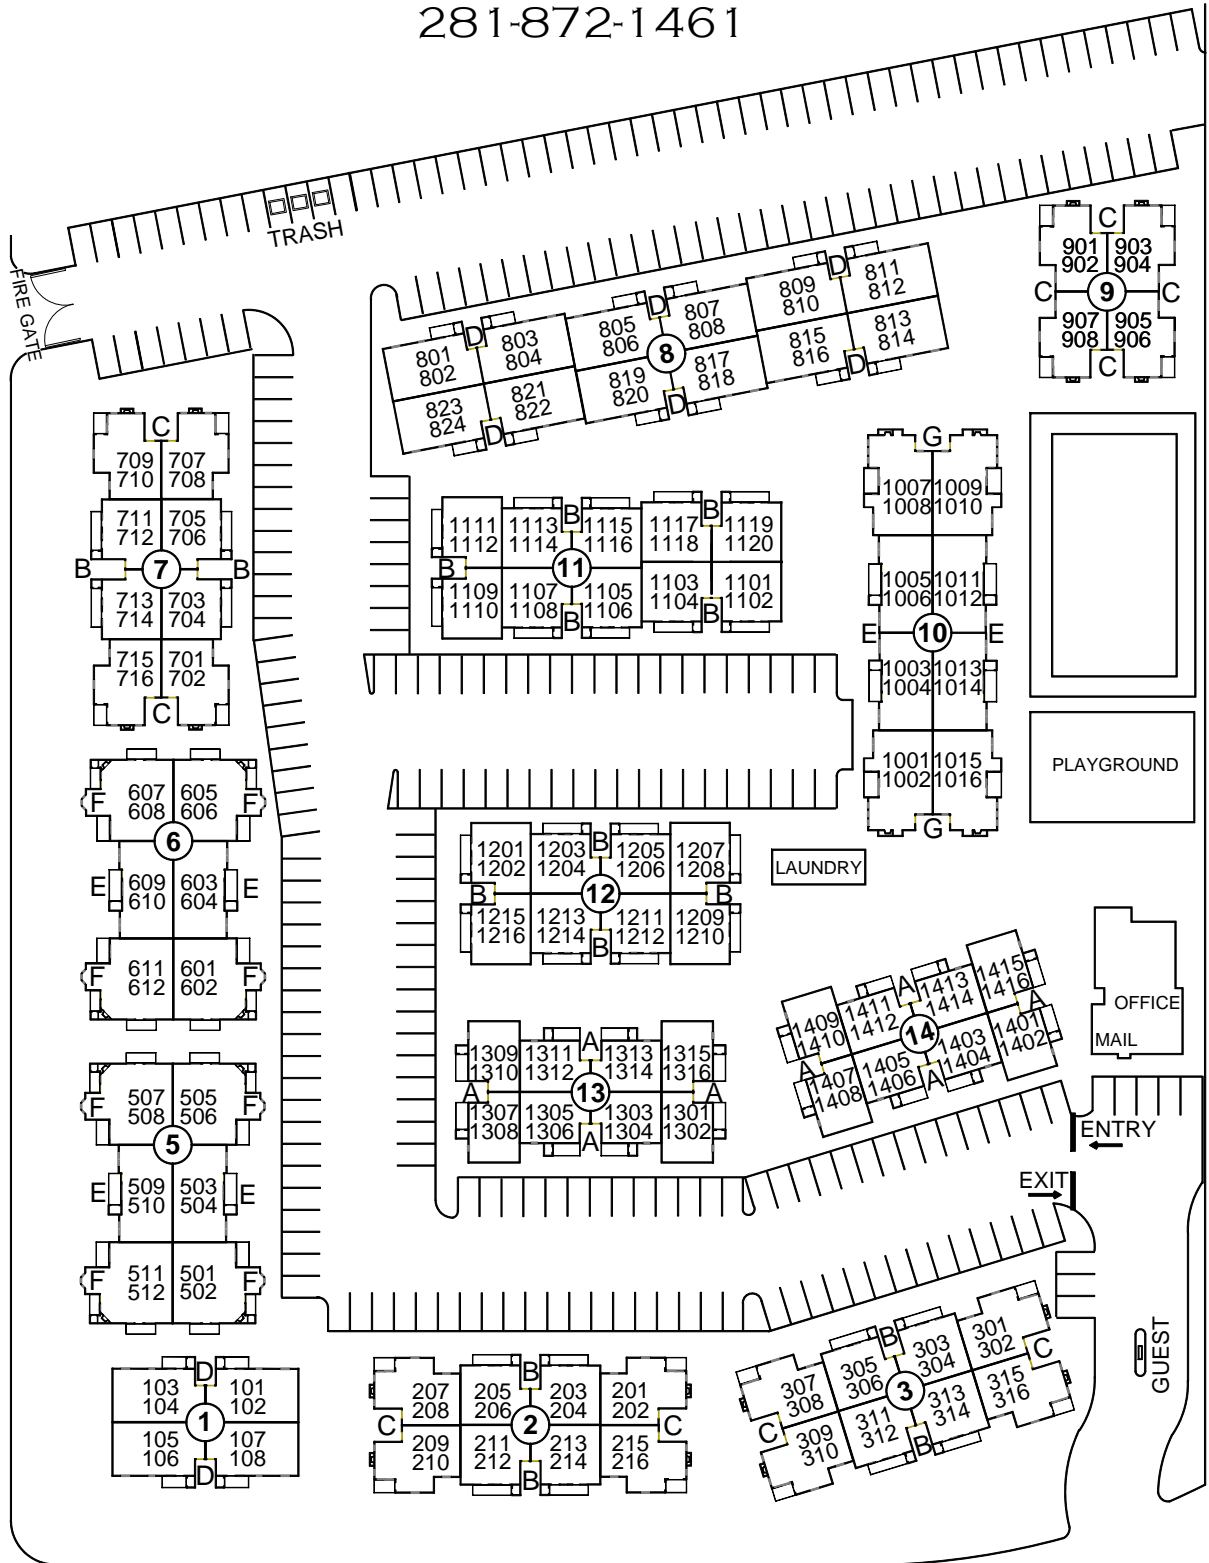 281-872-1461
TRASH
FIRE GATE
C
901 903
902 904
C 9 C
907 905
908 906
C
D
811
812
809
810
D
807
808
805
806
D
803
804
801
802
8
813
814
815
816
D
817
818
819
820
D
821
822
823
824
D
C
709 707
710 708
711 705
712 706
B 7 B
713 703
714 704
715 701
716 702
C
B B
1111 1113 1115 1117 1119
1112 1114 1116 1118 1120
B 11
1109 1107 1105 1103 1101
1110 1108 1106 1104 1102
B B
G
1007 1009
1008 1010
1005 1011
1006 1012
E 10 E
1003 1013
1004 1014
1001 1015
1002 1016
G
PLAYGROUND
607 605
F 608 606 F
6
E 609 603 E
610 604
F 611 601 F
612 602
B
1201 1203 1205 1207
1202 1204 1206 1208
B 12 B
1215 1213 1211 1209
1216 1214 1212 1210
B
LAUNDRY
OFFICE
MAIL
A
1409 1411 1413 1415
1410 1412 1414 1416
A 14 A
1407 1405 1403 1401
1408 1406 1404 1402
A
A
1309 1311 1313 1315
1310 1312 1314 1316
A 13 A
1307 1305 1303 1301
1308 1306 1304 1302
A
507 505
F 508 506 F
5
E 509 503 E
510 504
F 511 501 F
512 502
ENTRY
EXIT
GUEST
D
103 101
104 102
1
105 107
106 108
D
B
207 205 203 201
208 206 204 202
C 2 C
209 211 213 215
210 212 214 216
B
B
307 305 303 301
308 306 304 302
C 3 C
309 311 313 315
310 312 314 316
B